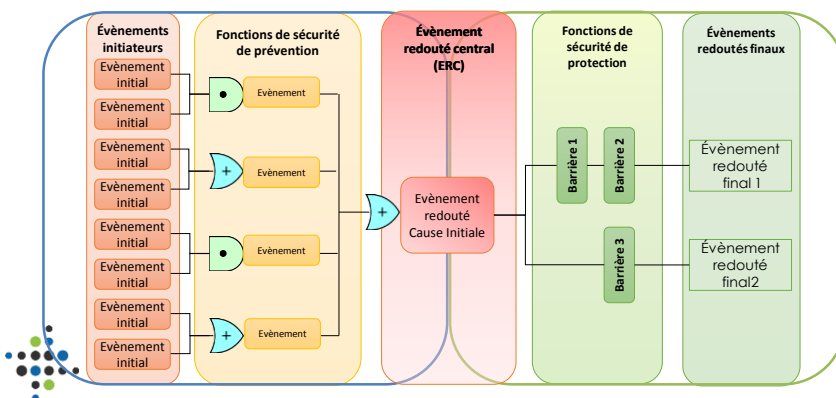 Évènements
initiateurs
Evènement
initial
Evènement
initial
Evènement
initial
Evènement
initial
Evènement
initial
Evènement
initial
Evènement
initial
Evènement
initial
Fonctions de sécurité
de prévention
Evènement
+
Evènement
Evènement
+
Evènement
+
Évènement
redouté central
(ERC)
Evènement
redouté
Cause Initiale
Fonctions de
sécurité de
protection
Barrière 1
Barrière 2
Barrière 3
Évènements
redoutés finaux
Évènement
redouté
final 1
Évènement
redouté
final2